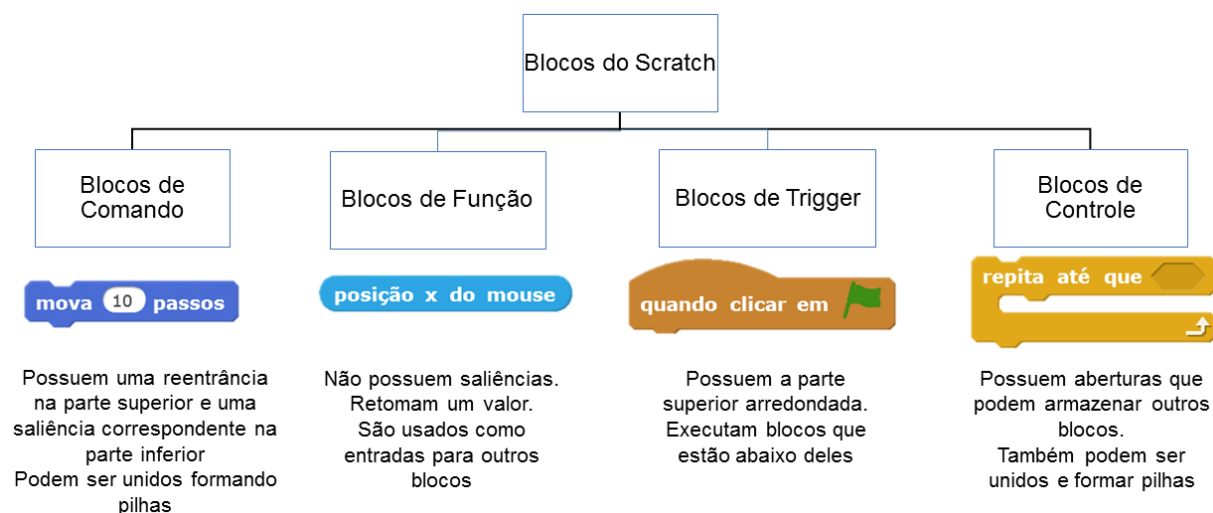 Blocos do Scratch
Blocos de
Comando
Blocos de Função
Blocos de Trigger
Blocos de
Controle
mova 10 passos
posição x do mouse
quando clicar em
repita até que
Possuem uma reentrância
na parte superior e uma
saliência correspondente na
parte inferior
Podem ser unidos formando
pilhas
Não possuem saliências.
Retomam um valor.
São usados como
entradas para outros
blocos
Possuem a parte
superior arredondada.
Executam blocos que
estão abaixo deles
Possuem aberturas que
podem armazenar outros
blocos.
Também podem ser
unidos e formar pilhas